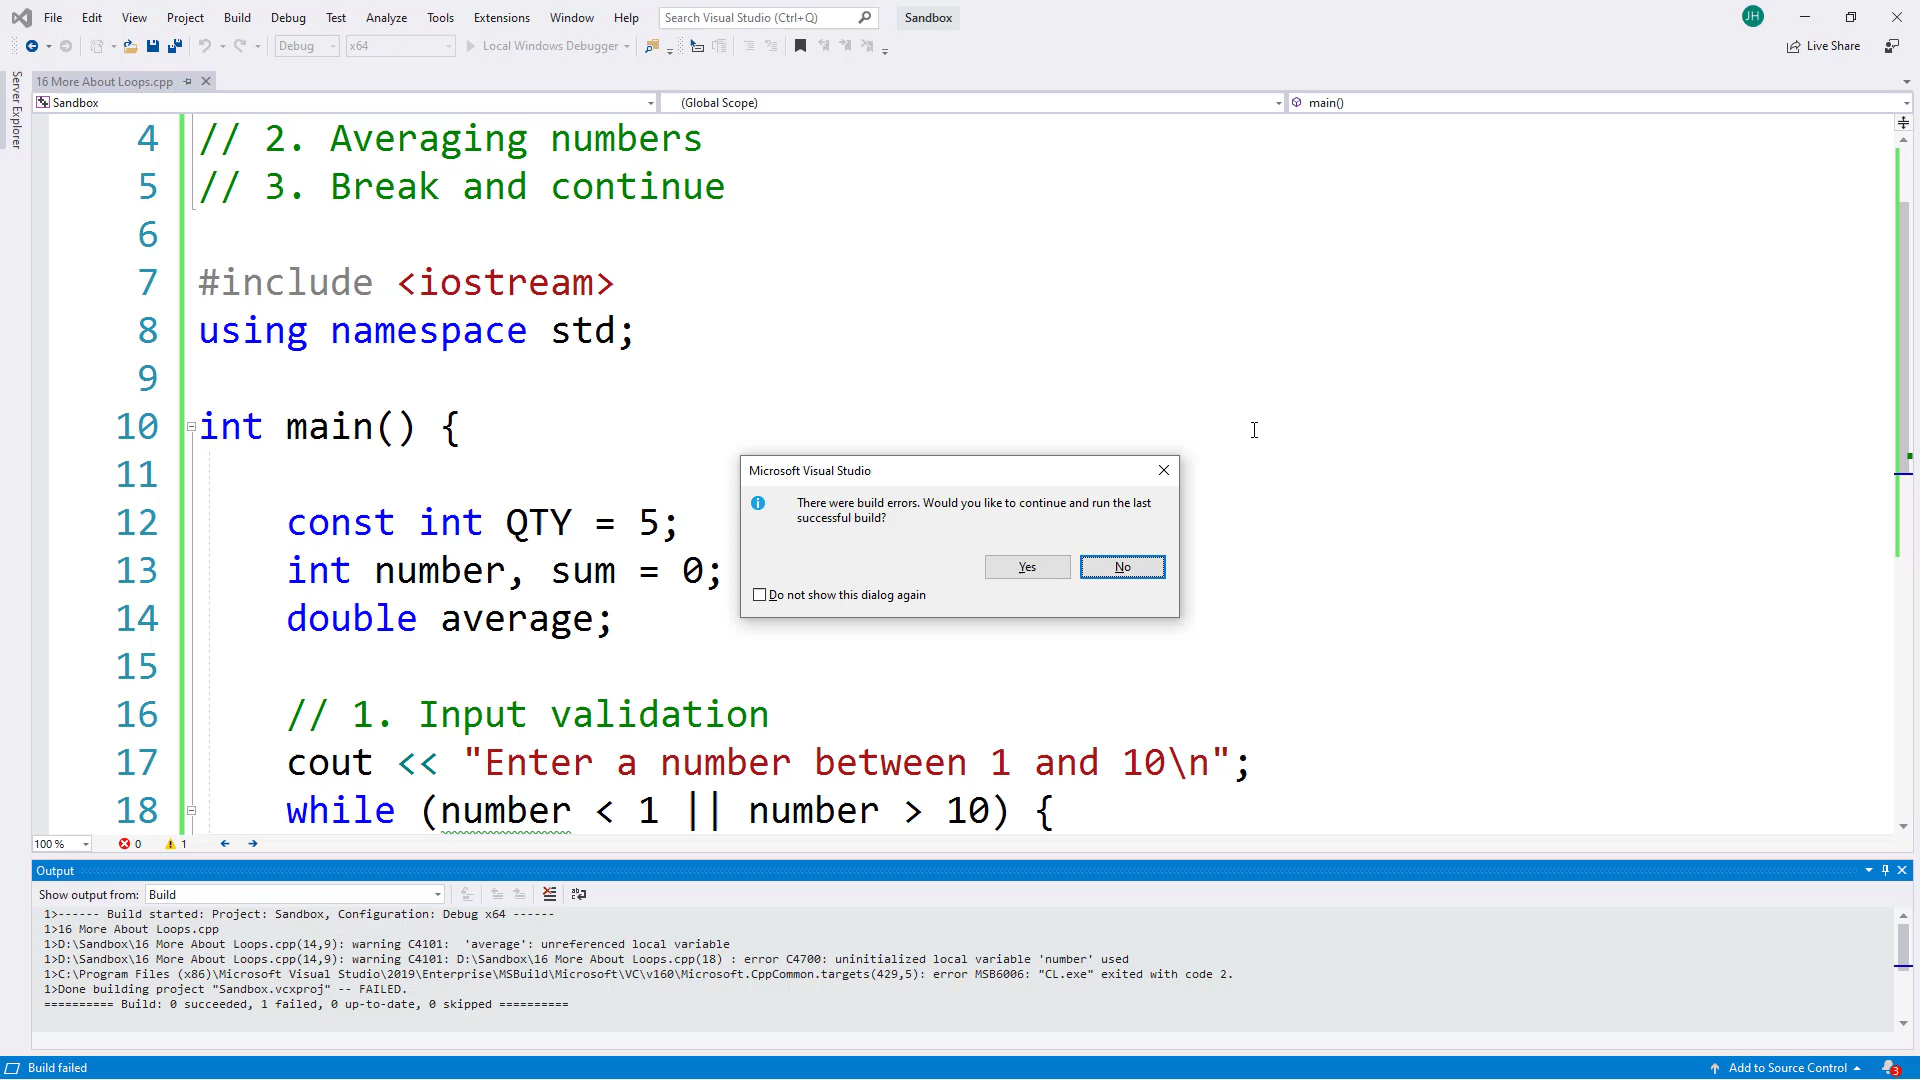 File Edit View Project Build Debug Test Analyze Tools Extensions Window Help Search Visual Studio (Ctrl+Q) Sandbox JH
Debug x64 Local Windows Debugger Live Share
Server Explorer
16 More About Loops.cpp
Sandbox (Global Scope) main()
4 // 2. Averaging numbers
5 // 3. Break and continue
6
7 #include <iostream>
8 using namespace std;
9
10 int main() {
11
12 const int QTY = 5;
13 int number, sum = 0;
14 double average;
15
16 // 1. Input validation
17 cout << "Enter a number between 1 and 10\n";
18 while (number < 1 || number > 10) {
Microsoft Visual Studio
There were build errors. Would you like to continue and run the last
successful build?
Yes No
Do not show this dialog again
100 % 0 1
Output
Show output from: Build
1>------ Build started: Project: Sandbox, Configuration: Debug x64 ------
1>16 More About Loops.cpp
1>D:\Sandbox\16 More About Loops.cpp(14,9): warning C4101:  'average': unreferenced local variable
1>D:\Sandbox\16 More About Loops.cpp(14,9): warning C4101: D:\Sandbox\16 More About Loops.cpp(18) : error C4700: uninitialized local variable 'number' used
1>C:\Program Files (x86)\Microsoft Visual Studio\2019\Enterprise\MSBuild\Microsoft\VC\v160\Microsoft.CppCommon.targets(429,5): error MSB6006: "CL.exe" exited with code 2.
1>Done building project "Sandbox.vcxproj" -- FAILED.
========== Build: 0 succeeded, 1 failed, 0 up-to-date, 0 skipped ==========
Build failed Add to Source Control 3